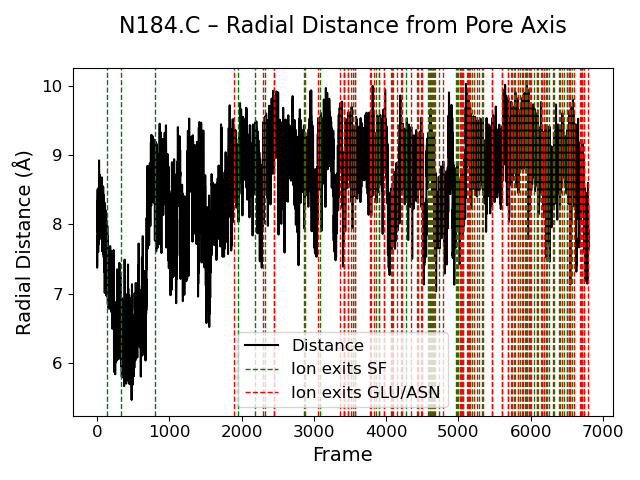 N184.C – Radial Distance from Pore Axis
Radial Distance (Å)
10
9
8
7
6
Distance
Ion exits SF
Ion exits GLU/ASN
0 1000 2000 3000 4000 5000 6000 7000
Frame